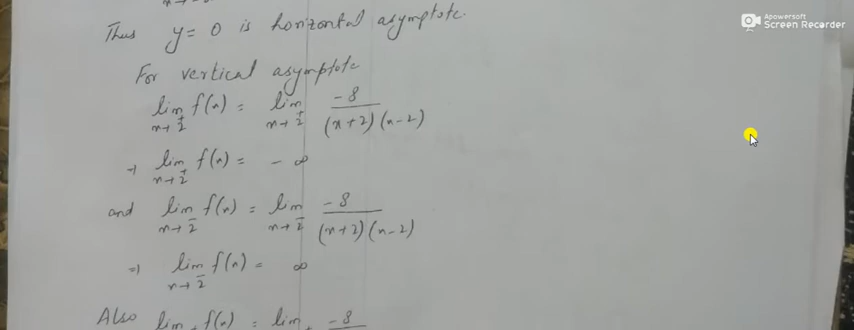 Thus y = 0 is horizontal asymptote.
Apowersoft
Screen Recorder
For vertical asymptote
lim x→2⁺ f(x) = lim x→2⁺ -8/((x+2)(x-2))
⇒ lim x→2⁺ f(x) = - ∞
and lim x→2⁻ f(x) = lim x→2⁻ -8/((x+2)(x-2))
⇒ lim x→2⁻ f(x) = ∞
Also lim f(x) = lim -8